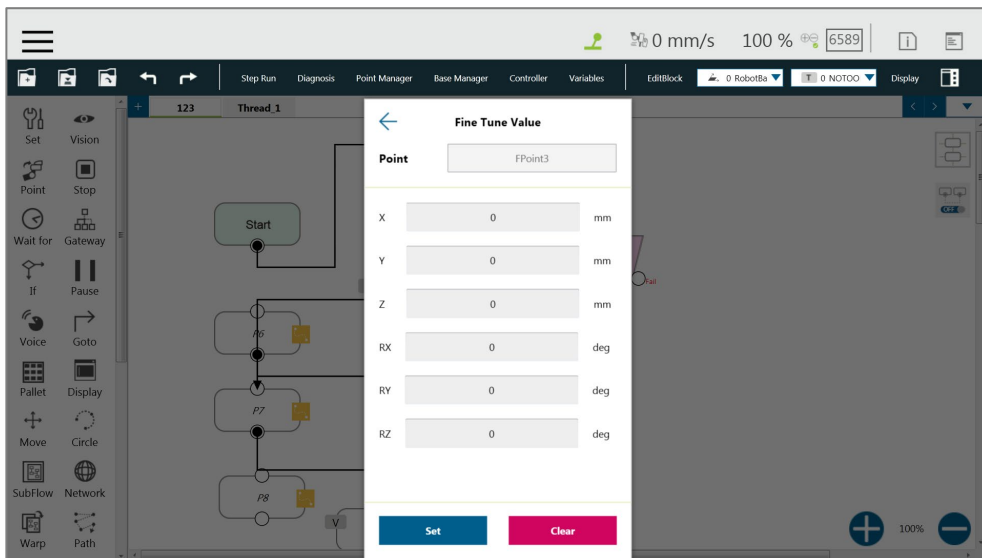 0 mm/s 100 % 6589
Step Run Diagnosis Point Manager Base Manager Controller Variables EditBlock 0 RobotBa T 0 NOTOO Display
+ 123 Thread_1
Set Vision
Point Stop
Wait for Gateway
If Pause
Voice Goto
Pallet Display
Move Circle
SubFlow Network
Warp Path
Start
P6
P7
P8
V
Fail
OFF
Fine Tune Value
Point FPoint3
X 0 mm
Y 0 mm
Z 0 mm
RX 0 deg
RY 0 deg
RZ 0 deg
Set Clear
100%